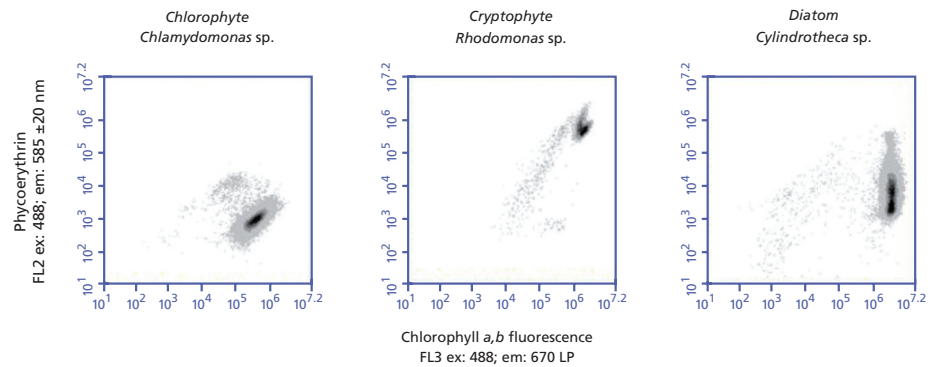 Chlorophyte
Chlamydomonas sp.
Cryptophyte
Rhodomonas sp.
Diatom
Cylindrotheca sp.
Phycoerythrin
FL2 ex: 488; em: 585 ±20 nm
10^7.2
10^6
10^5
10^4
10^3
10^2
10^1
10^1 10^2 10^3 10^4 10^5 10^6 10^7.2
10^7.2
10^6
10^5
10^4
10^3
10^2
10^1
10^1 10^2 10^3 10^4 10^5 10^6 10^7.2
10^7.2
10^6
10^5
10^4
10^3
10^2
10^1
10^1 10^2 10^3 10^4 10^5 10^6 10^7.2
Chlorophyll a,b fluorescence
FL3 ex: 488; em: 670 LP